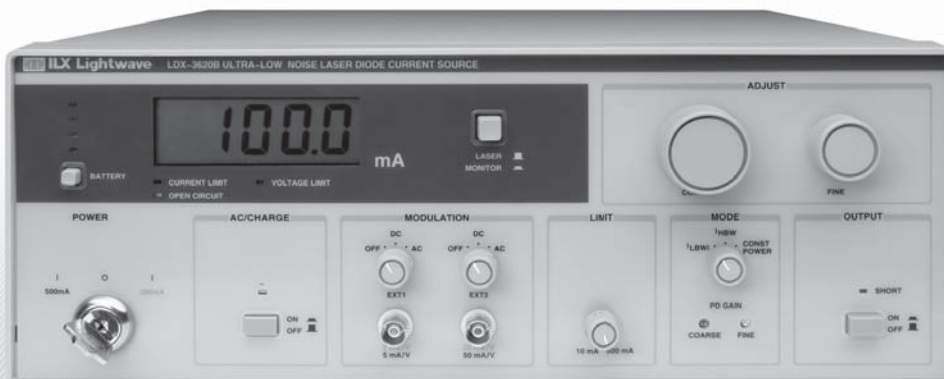 ILX Lightwave LDX-3620B ULTRA-LOW NOISE LASER DIODE CURRENT SOURCE
ADJUST
100.0
mA
LASER
MONITOR
BATTERY
CURRENT LIMIT VOLTAGE LIMIT
OPEN CIRCUIT
FINE
POWER
AC/CHARGE
MODULATION
LIMIT
MODE
OUTPUT
DC DC
OFF AC OFF AC
IHBW
ILBW CONST
POWER
I O I
500mA 200mA
EXT1 EXT2
PD GAIN
SHORT
ON
OFF
COARSE FINE
ON
OFF
5 mA/V 50 mA/V
10 mA